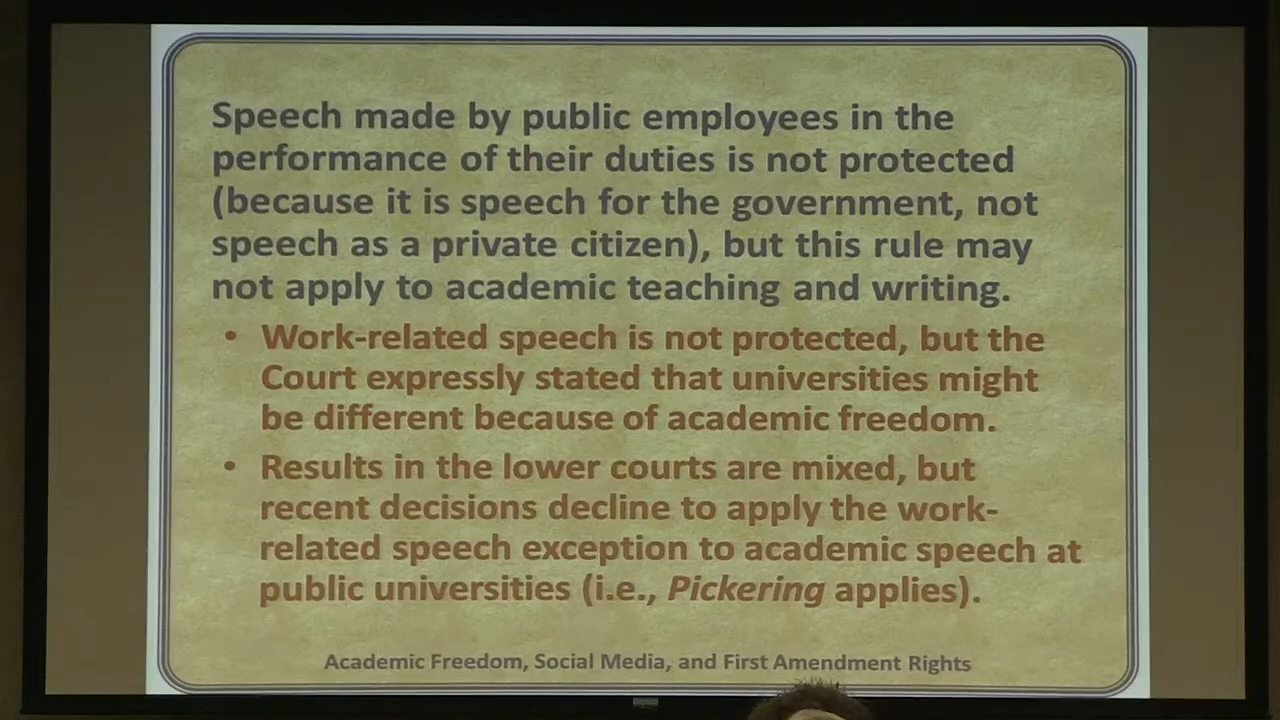 Speech made by public employees in the
performance of their duties is not protected
(because it is speech for the government, not
speech as a private citizen), but this rule may
not apply to academic teaching and writing.
• Work-related speech is not protected, but the
Court expressly stated that universities might
be different because of academic freedom.
• Results in the lower courts are mixed, but
recent decisions decline to apply the work-
related speech exception to academic speech at
public universities (i.e., Pickering applies).
Academic Freedom, Social Media, and First Amendment Rights